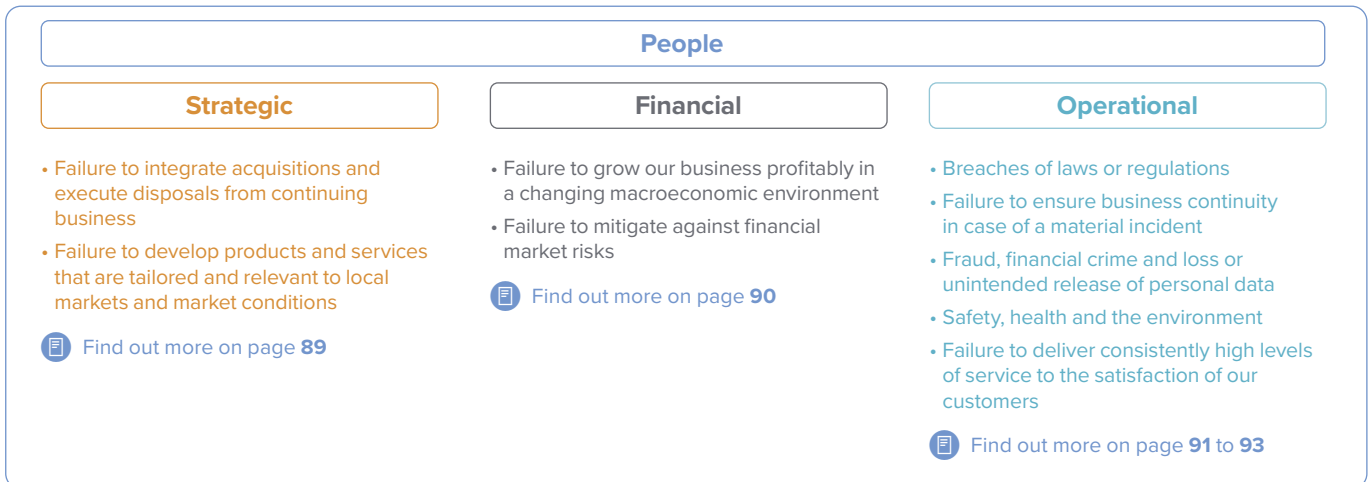 People
Strategic
• Failure to integrate acquisitions and
execute disposals from continuing
business
• Failure to develop products and services
that are tailored and relevant to local
markets and market conditions
Find out more on page 89
Financial
• Failure to grow our business profitably in
a changing macroeconomic environment
• Failure to mitigate against financial
market risks
Find out more on page 90
Operational
• Breaches of laws or regulations
• Failure to ensure business continuity
in case of a material incident
• Fraud, financial crime and loss or
unintended release of personal data
• Safety, health and the environment
• Failure to deliver consistently high levels
of service to the satisfaction of our
customers
Find out more on page 91 to 93